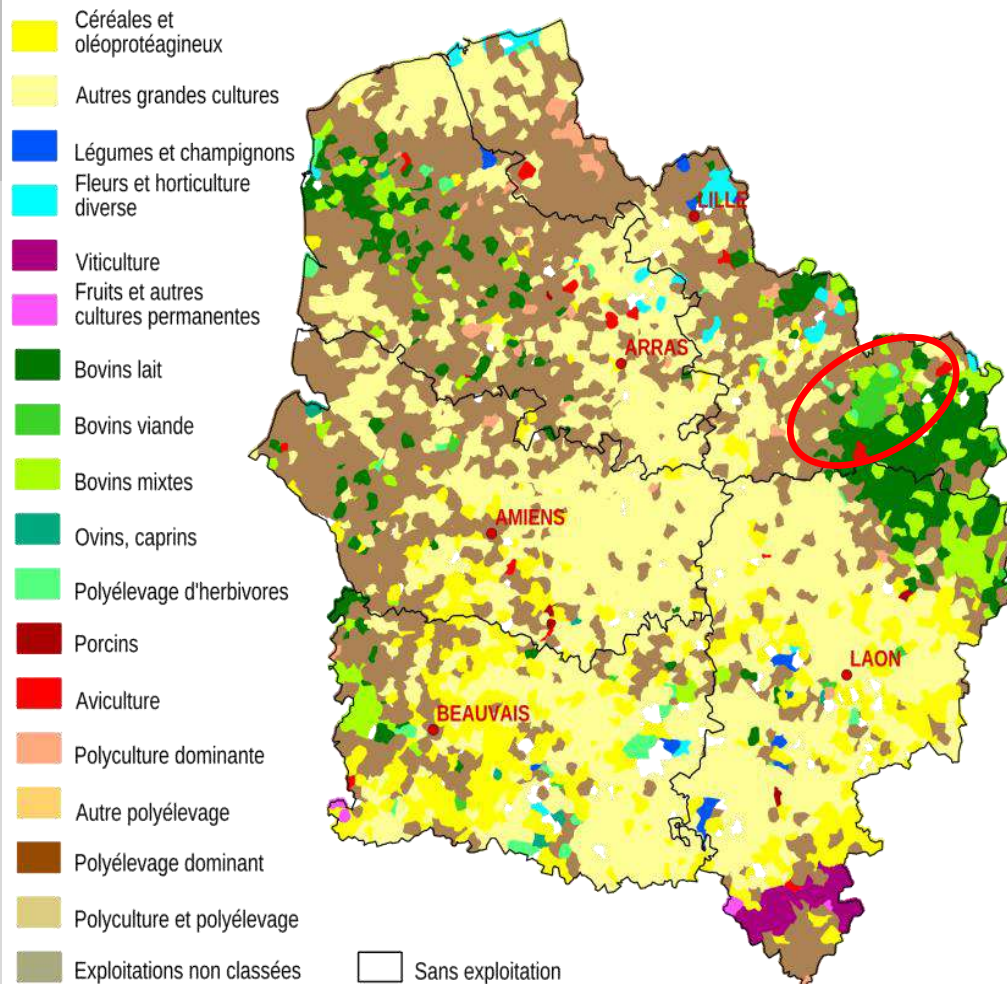 Céréales et
oléoprotéagineux
Autres grandes cultures
Légumes et champignons
Fleurs et horticulture
diverse
Viticulture
Fruits et autres
cultures permanentes
Bovins lait
Bovins viande
Bovins mixtes
Ovins, caprins
Polyélevage d'herbivores
Porcins
Aviculture
Polyculture dominante
Autre polyélevage
Polyélevage dominant
Polyculture et polyélevage
Exploitations non classées
Sans exploitation
LILLE
ARRAS
AMIENS
LAON
BEAUVAIS